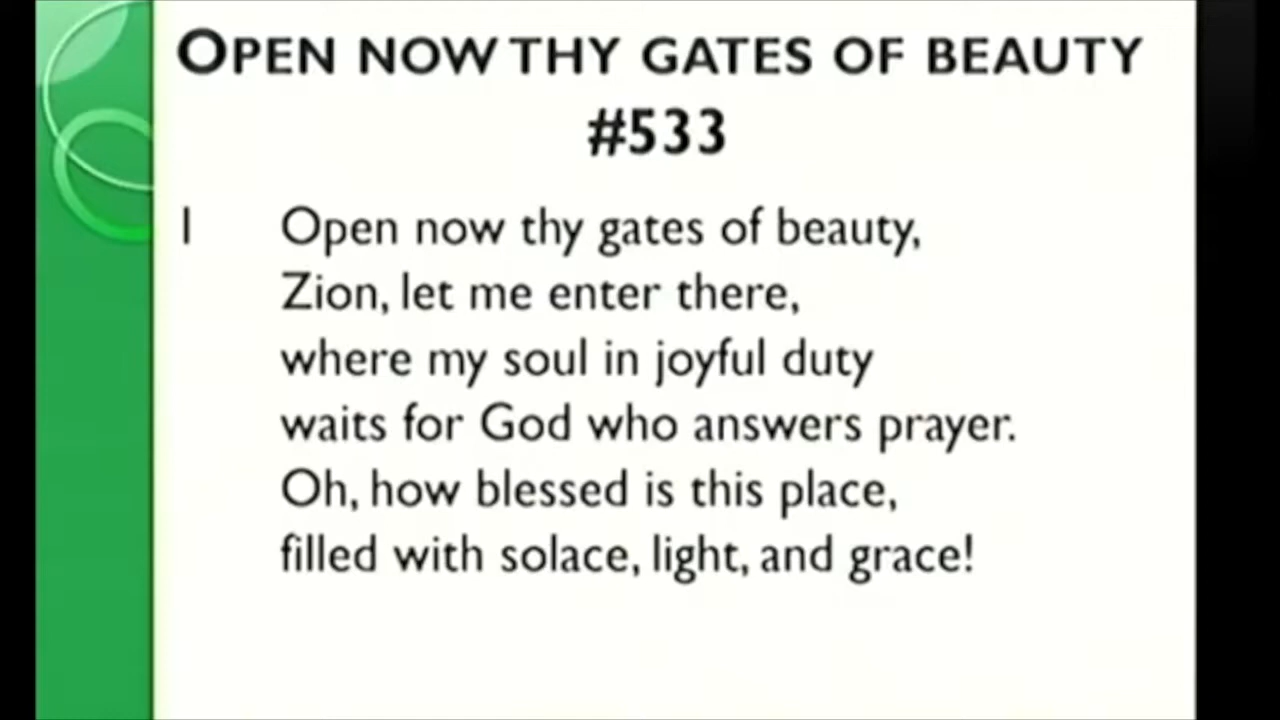 OPEN NOW THY GATES OF BEAUTY
#533
1 Open now thy gates of beauty,
Zion, let me enter there,
where my soul in joyful duty
waits for God who answers prayer.
Oh, how blessed is this place,
filled with solace, light, and grace!